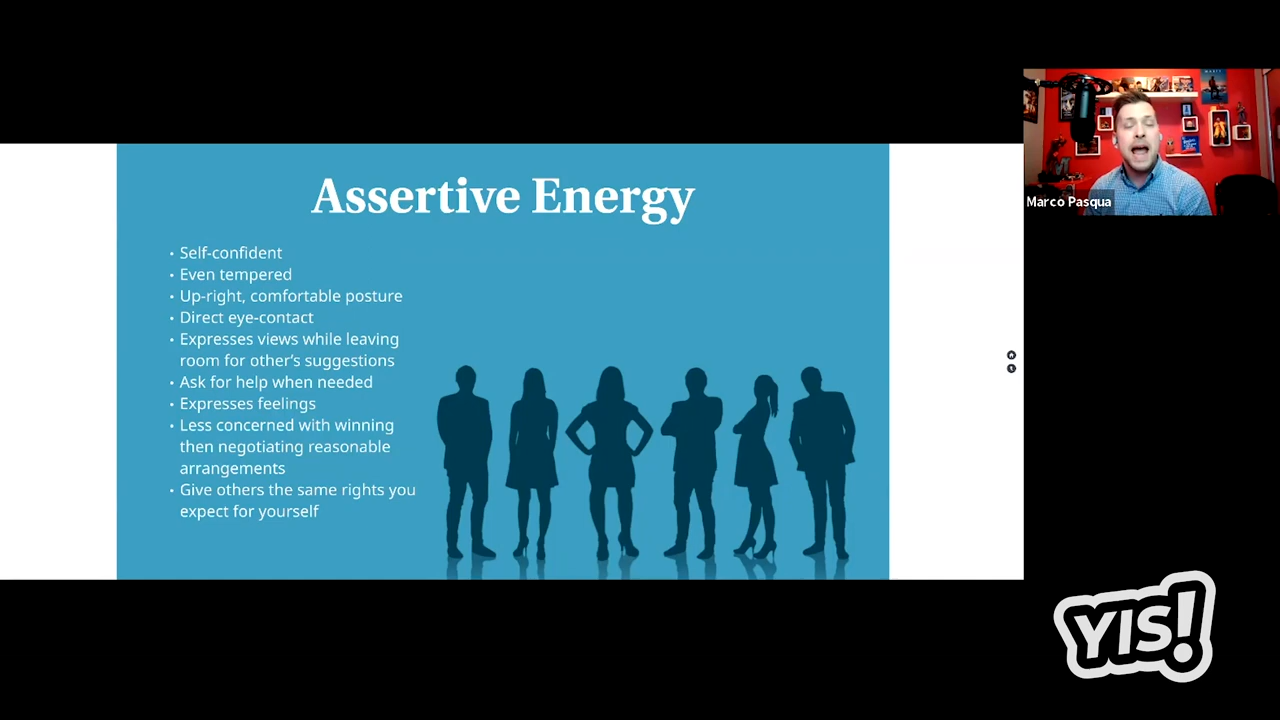 Assertive Energy
• Self-confident
• Even tempered
• Up-right, comfortable posture
• Direct eye-contact
• Expresses views while leaving
room for other's suggestions
• Ask for help when needed
• Expresses feelings
• Less concerned with winning
then negotiating reasonable
arrangements
• Give others the same rights you
expect for yourself
Marco Pasqua
YIS!